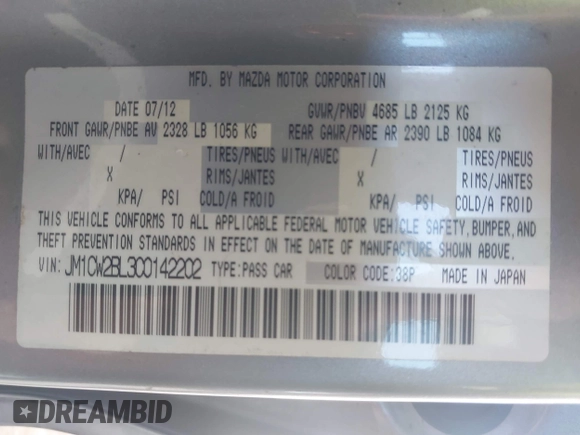 MFD. BY MAZDA MOTOR CORPORATION
DATE 07/12 GVWR/PNBV 4685 LB 2125 KG
FRONT GAWR/PNBE AV 2328 LB 1056 KG REAR GAWR/PNBE AR 2390 LB 1084 KG
WITH/AVEC / TIRES/PNEUS WITH/AVEC / TIRES/PNEUS
X RIMS/JANTES X RIMS/JANTES
KPA/ PSI COLD/A FROID KPA/ PSI COLD/A FROID
THIS VEHICLE CONFORMS TO ALL APPLICABLE FEDERAL MOTOR VEHICLE SAFETY, BUMPER, AND
THEFT PREVENTION STANDARDS IN EFFECT ON THE DATE OF MANUFACTURE SHOWN ABOVE.
VIN: JM1CW2BL3C0142202 TYPE:PASS CAR COLOR CODE:38P MADE IN JAPAN
DREAMBID